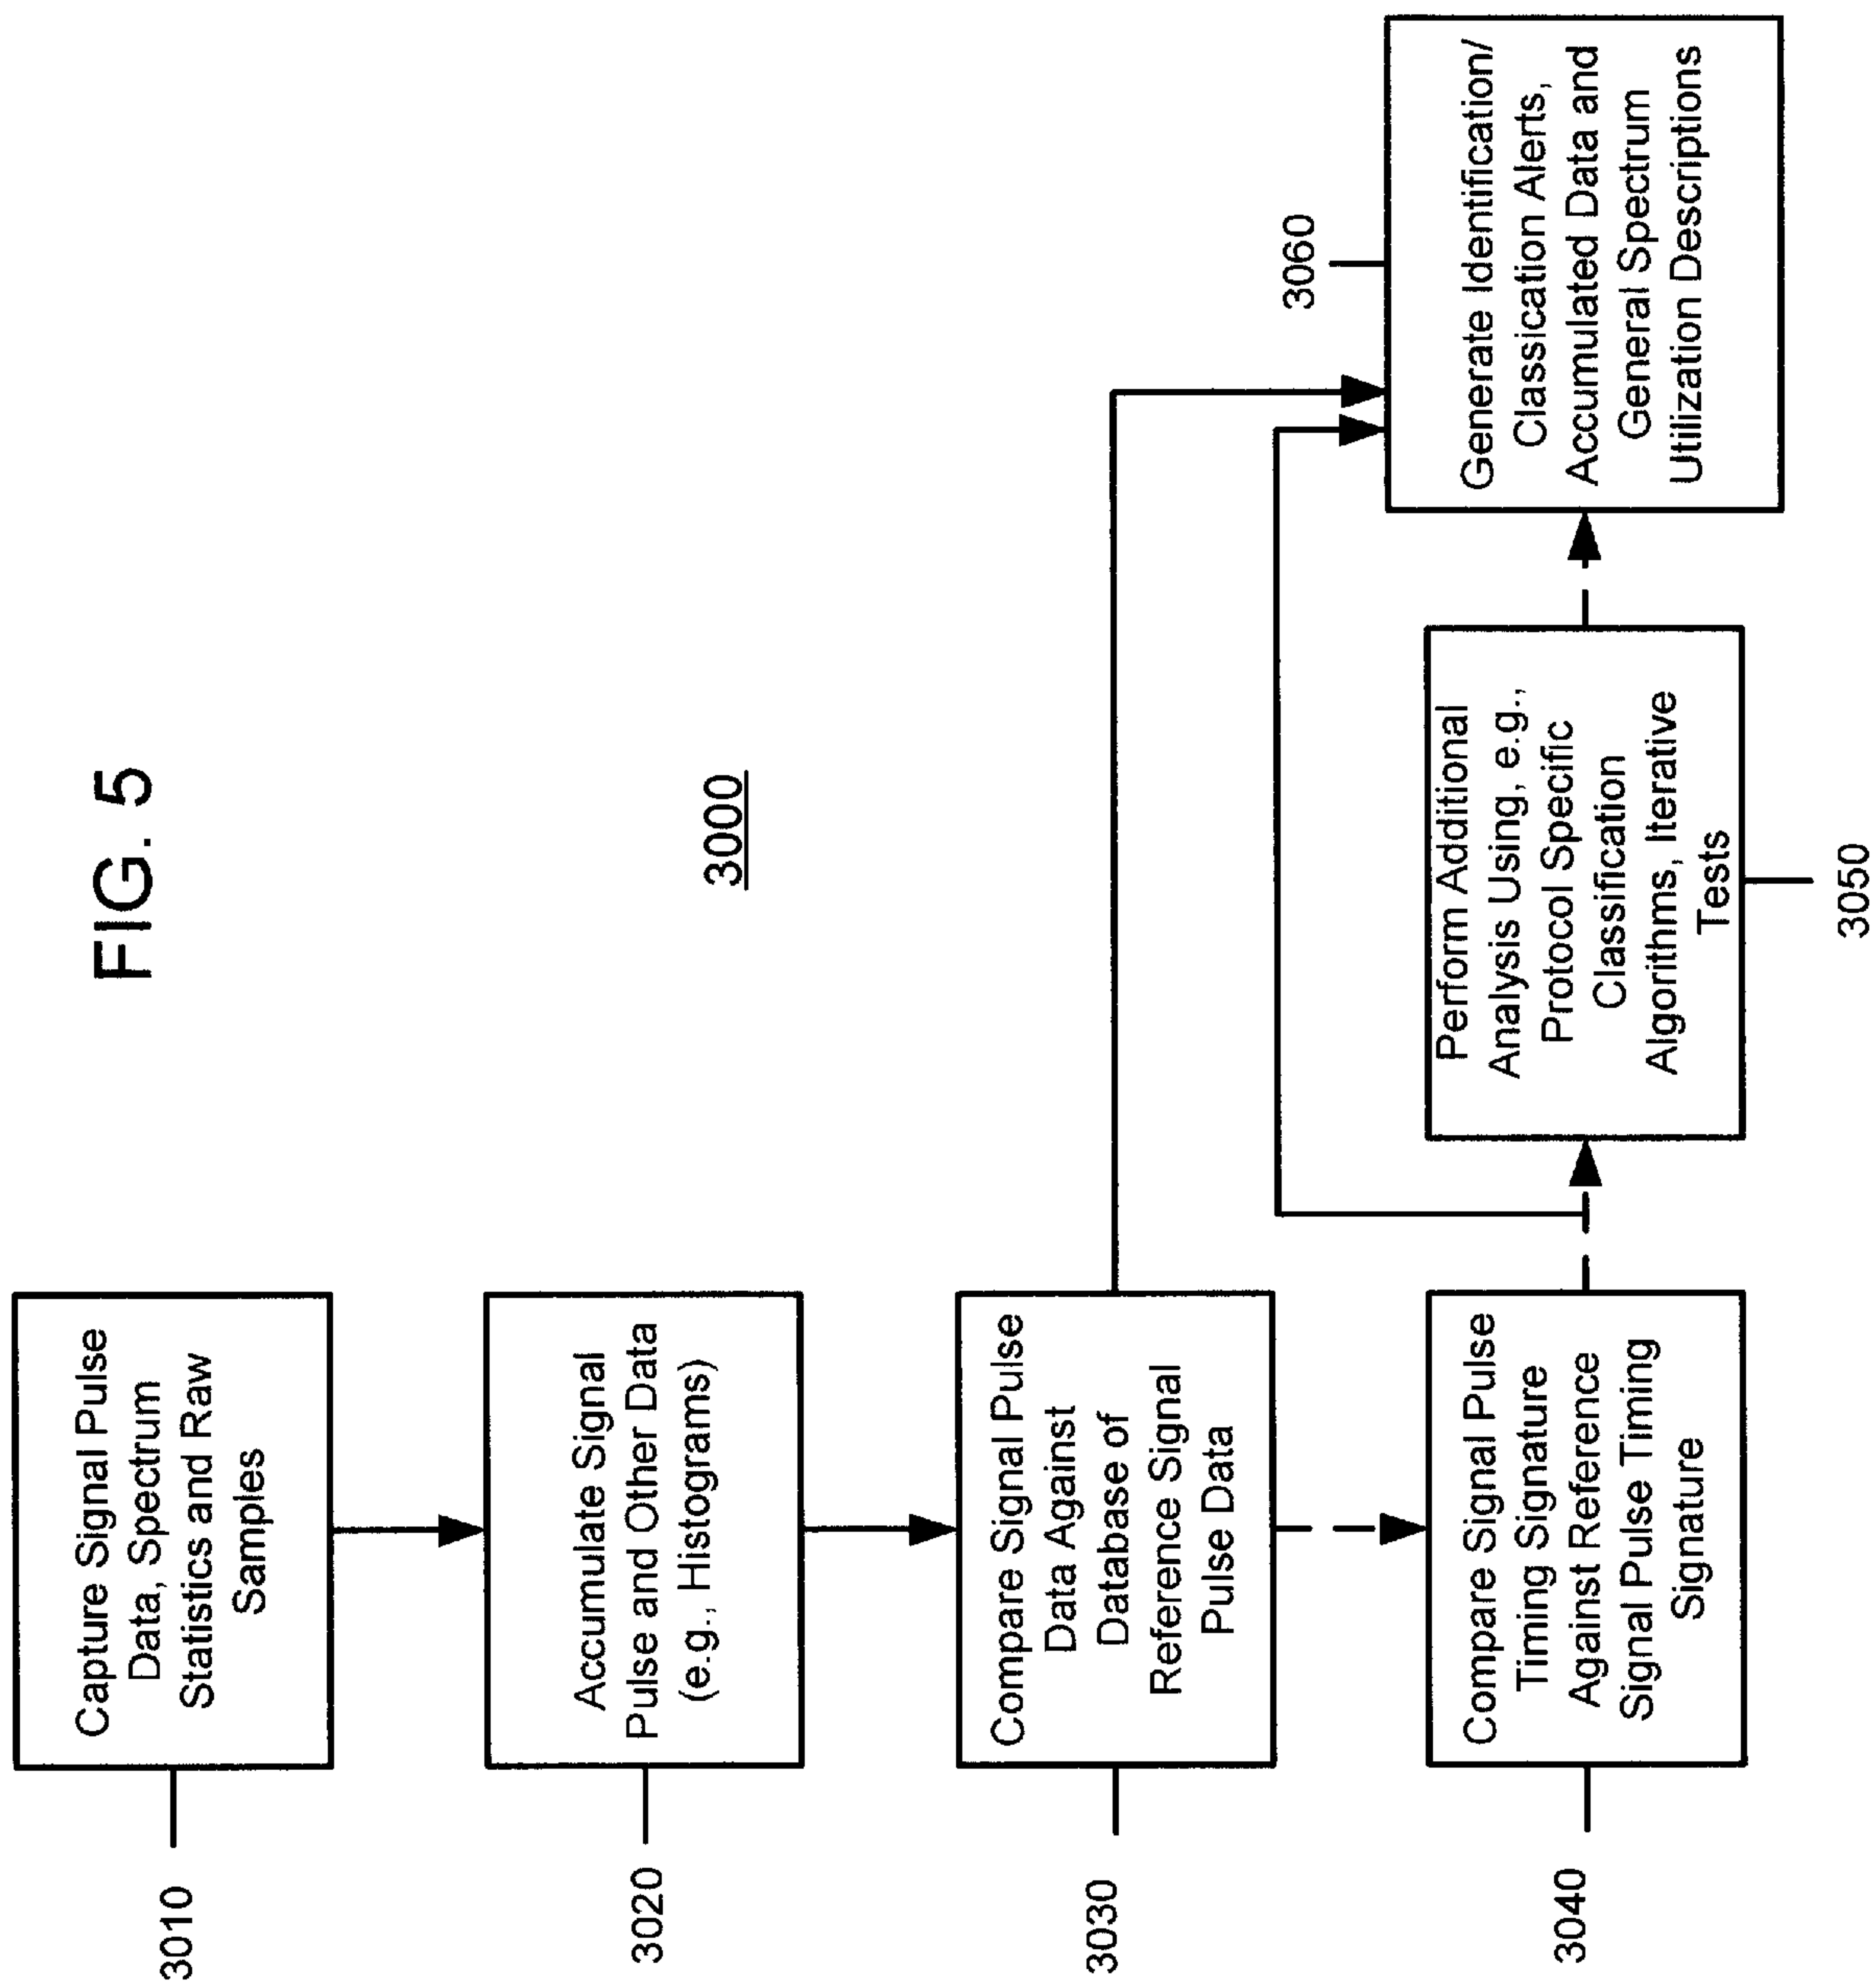 FIG. 5
3000
3010
Capture Signal Pulse
Data, Spectrum
Statistics and Raw
Samples
3020
Accumulate Signal
Pulse and Other Data
(e.g., Histograms)
3030
Compare Signal Pulse
Data Against
Database of
Reference Signal
Pulse Data
3040
Compare Signal Pulse
Timing Signature
Against Reference
Signal Pulse Timing
Signature
Perform Additional
Analysis Using, e.g.,
Protocol Specific
Classification
Algorithms, Iterative
Tests
3050
3060
Generate Identification/
Classication Alerts,
Accumulated Data and
General Spectrum
Utilization Descriptions